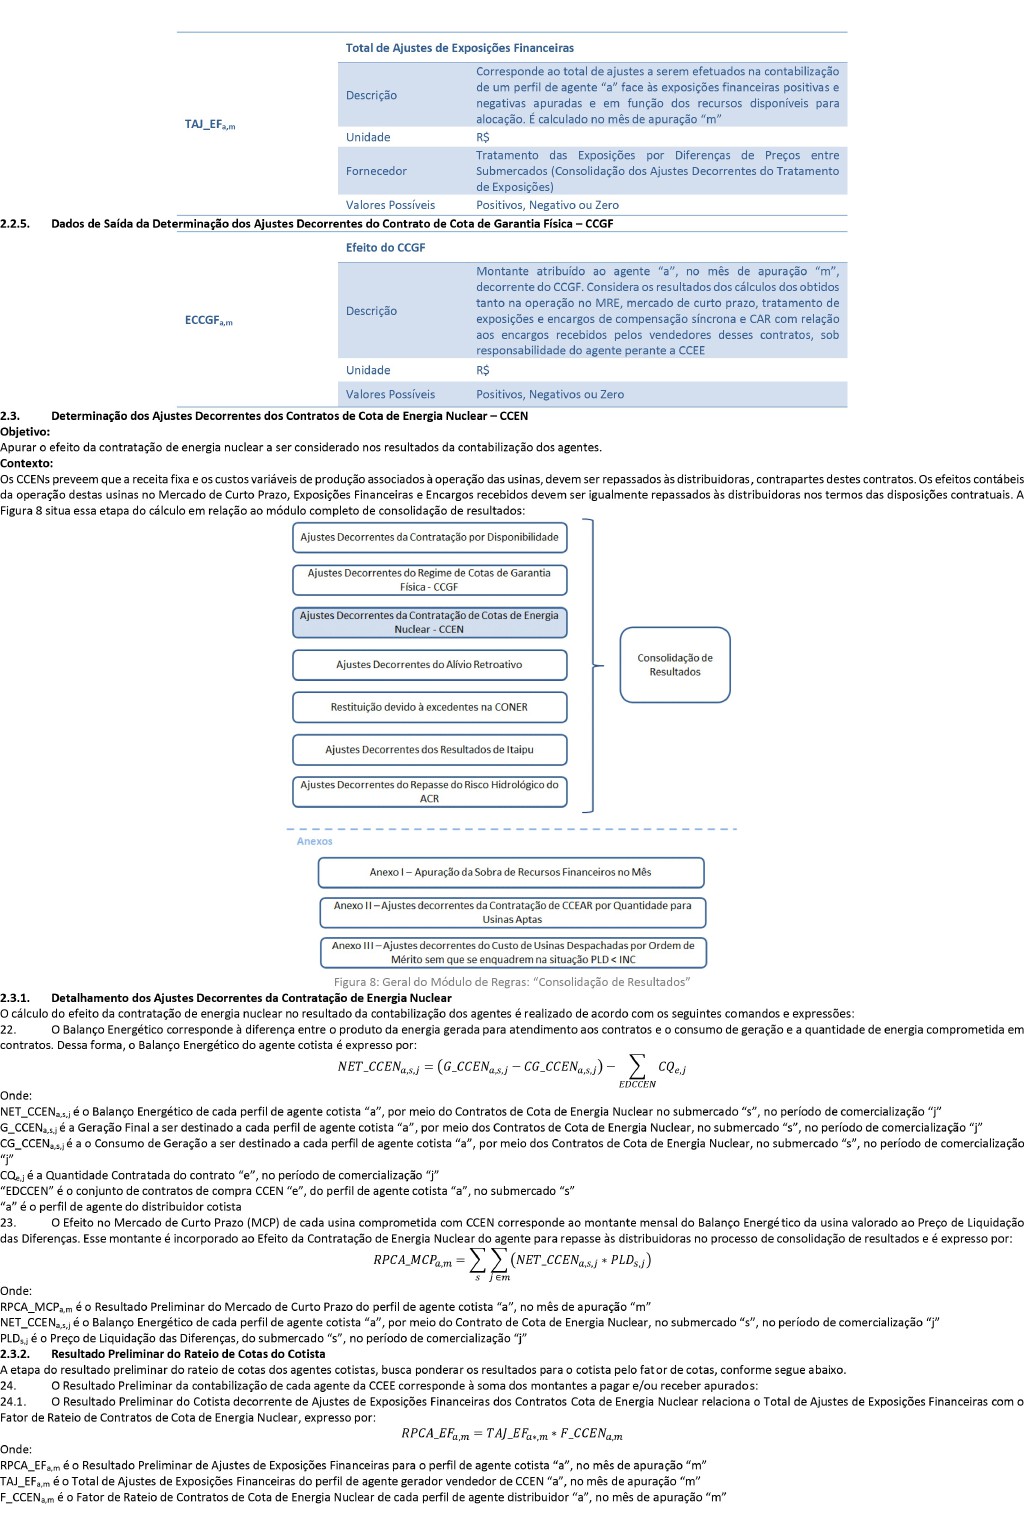 Total de Ajustes de Exposições Financeiras
TAJ_EFa,m
Descrição
Corresponde ao total de ajustes a serem efetuados na contabilização
de um perfil de agente “a” face às exposições financeiras positivas e
negativas apuradas e em função dos recursos disponíveis para
alocação. É calculado no mês de apuração “m”
Unidade R$
Fornecedor
Tratamento das Exposições por Diferenças de Preços entre
Submercados (Consolidação dos Ajustes Decorrentes do Tratamento
de Exposições)
Valores Possíveis Positivos, Negativo ou Zero
2.2.5. Dados de Saída da Determinação dos Ajustes Decorrentes do Contrato de Cota de Garantia Física – CCGF
Efeito do CCGF
ECCGFa,m
Descrição
Montante atribuído ao agente “a”, no mês de apuração “m”,
decorrente do CCGF. Considera os resultados dos cálculos dos obtidos
tanto na operação no MRE, mercado de curto prazo, tratamento de
exposições e encargos de compensação síncrona e CAR com relação
aos encargos recebidos pelos vendedores desses contratos, sob
responsabilidade do agente perante a CCEE
Unidade R$
Valores Possíveis Positivos, Negativos ou Zero
2.3. Determinação dos Ajustes Decorrentes dos Contratos de Cota de Energia Nuclear – CCEN
Objetivo:
Apurar o efeito da contratação de energia nuclear a ser considerado nos resultados da contabilização dos agentes.
Contexto:
Os CCENs preveem que a receita fixa e os custos variáveis de produção associados à operação das usinas, devem ser repassados às distribuidoras, contrapartes destes contratos. Os efeitos contábeis
da operação destas usinas no Mercado de Curto Prazo, Exposições Financeiras e Encargos recebidos devem ser igualmente repassados às distribuidoras nos termos das disposições contratuais. A
Figura 8 situa essa etapa do cálculo em relação ao módulo completo de consolidação de resultados:
Ajustes Decorrentes da Contratação por Disponibilidade
Ajustes Decorrentes do Regime de Cotas de Garantia
Física - CCGF
Ajustes Decorrentes da Contratação de Cotas de Energia
Nuclear - CCEN
Ajustes Decorrentes do Alívio Retroativo
Restituição devido à excedentes na CONER
Ajustes Decorrentes dos Resultados de Itaipu
Ajustes Decorrentes do Repasse do Risco Hidrológico do
ACR
Consolidação de
Resultados
Anexos
Anexo I – Apuração da Sobra de Recursos Financeiros no Mês
Anexo II – Ajustes decorrentes da Contratação de CCEAR por Quantidade para
Usinas Aptas
Anexo III – Ajustes decorrentes do Custo de Usinas Despachadas por Ordem de
Mérito sem que se enquadrem na situação PLD < INC
Figura 8: Geral do Módulo de Regras: “Consolidação de Resultados”
2.3.1. Detalhamento dos Ajustes Decorrentes da Contratação de Energia Nuclear
O cálculo do efeito da contratação de energia nuclear no resultado da contabilização dos agentes é realizado de acordo com os seguintes comandos e expressões:
22. O Balanço Energético corresponde à diferença entre o produto da energia gerada para atendimento aos contratos e o consumo de geração e a quantidade de energia comprometida em
contratos. Dessa forma, o Balanço Energético do agente cotista é expresso por:
NET_CCENa,s,j = (G_CCENa,s,j − CG_CCENa,s,j) − ∑ CQe,j
EDCCEN
Onde:
NET_CCENa,s,j é o Balanço Energético de cada perfil de agente cotista “a”, por meio do Contratos de Cota de Energia Nuclear no submercado “s”, no período de comercialização “j”
G_CCENa,s,j é a Geração Final a ser destinado a cada perfil de agente cotista “a”, por meio dos Contratos de Cota de Energia Nuclear, no submercado “s”, no período de comercialização “j”
CG_CCENa,s,j é a o Consumo de Geração a ser destinado a cada perfil de agente cotista “a”, por meio dos Contratos de Cota de Energia Nuclear, no submercado “s”, no período de comercialização
“j”
CQe,j é a Quantidade Contratada do contrato “e”, no período de comercialização “j”
“EDCCEN” é o conjunto de contratos de compra CCEN “e”, do perfil de agente cotista “a”, no submercado “s”
“a” é o perfil de agente do distribuidor cotista
23. O Efeito no Mercado de Curto Prazo (MCP) de cada usina comprometida com CCEN corresponde ao montante mensal do Balanço Energético da usina valorado ao Preço de Liquidação
das Diferenças. Esse montante é incorporado ao Efeito da Contratação de Energia Nuclear do agente para repasse às distribuidoras no processo de consolidação de resultados e é expresso por:
RPCA_MCPa,m = ∑ ∑ (NET_CCENa,s,j ∗ PLDs,j)
s j∈m
Onde:
RPCA_MCPa,m é o Resultado Preliminar do Mercado de Curto Prazo do perfil de agente cotista “a”, no mês de apuração “m”
NET_CCENa,s,j é o Balanço Energético de cada perfil de agente cotista “a”, por meio do Contrato de Cota de Energia Nuclear, no submercado “s”, no período de comercialização “j”
PLDs,j é o Preço de Liquidação das Diferenças, do submercado “s”, no período de comercialização “j”
2.3.2. Resultado Preliminar do Rateio de Cotas do Cotista
A etapa do resultado preliminar do rateio de cotas dos agentes cotistas, busca ponderar os resultados para o cotista pelo fator de cotas, conforme segue abaixo.
24. O Resultado Preliminar da contabilização de cada agente da CCEE corresponde à soma dos montantes a pagar e/ou receber apurados:
24.1. O Resultado Preliminar do Cotista decorrente de Ajustes de Exposições Financeiras dos Contratos Cota de Energia Nuclear relaciona o Total de Ajustes de Exposições Financeiras com o
Fator de Rateio de Contratos de Cota de Energia Nuclear, expresso por:
RPCA_EFa,m = TAJ_EFa∗,m ∗ F_CCENa,m
Onde:
RPCA_EFa,m é o Resultado Preliminar de Ajustes de Exposições Financeiras para o perfil de agente cotista “a”, no mês de apuração “m”
TAJ_EFa,m é o Total de Ajustes de Exposições Financeiras do perfil de agente gerador vendedor de CCEN “a”, no mês de apuração “m”
F_CCENa,m é o Fator de Rateio de Contratos de Cota de Energia Nuclear de cada perfil de agente distribuidor “a”, no mês de apuração “m”